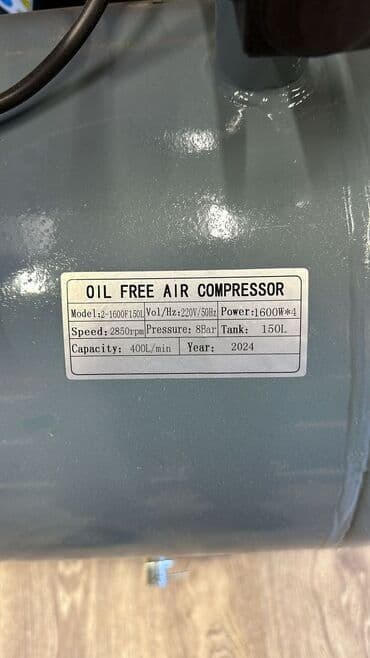 OIL FREE AIR COMPRESSOR
Model:2-1600F150L Vol/Hz:220V/50Hz Power:1600W*4
Speed:2850rpm Pressure: 8Bar Tank: 150L
Capacity: 400L/min Year: 2024